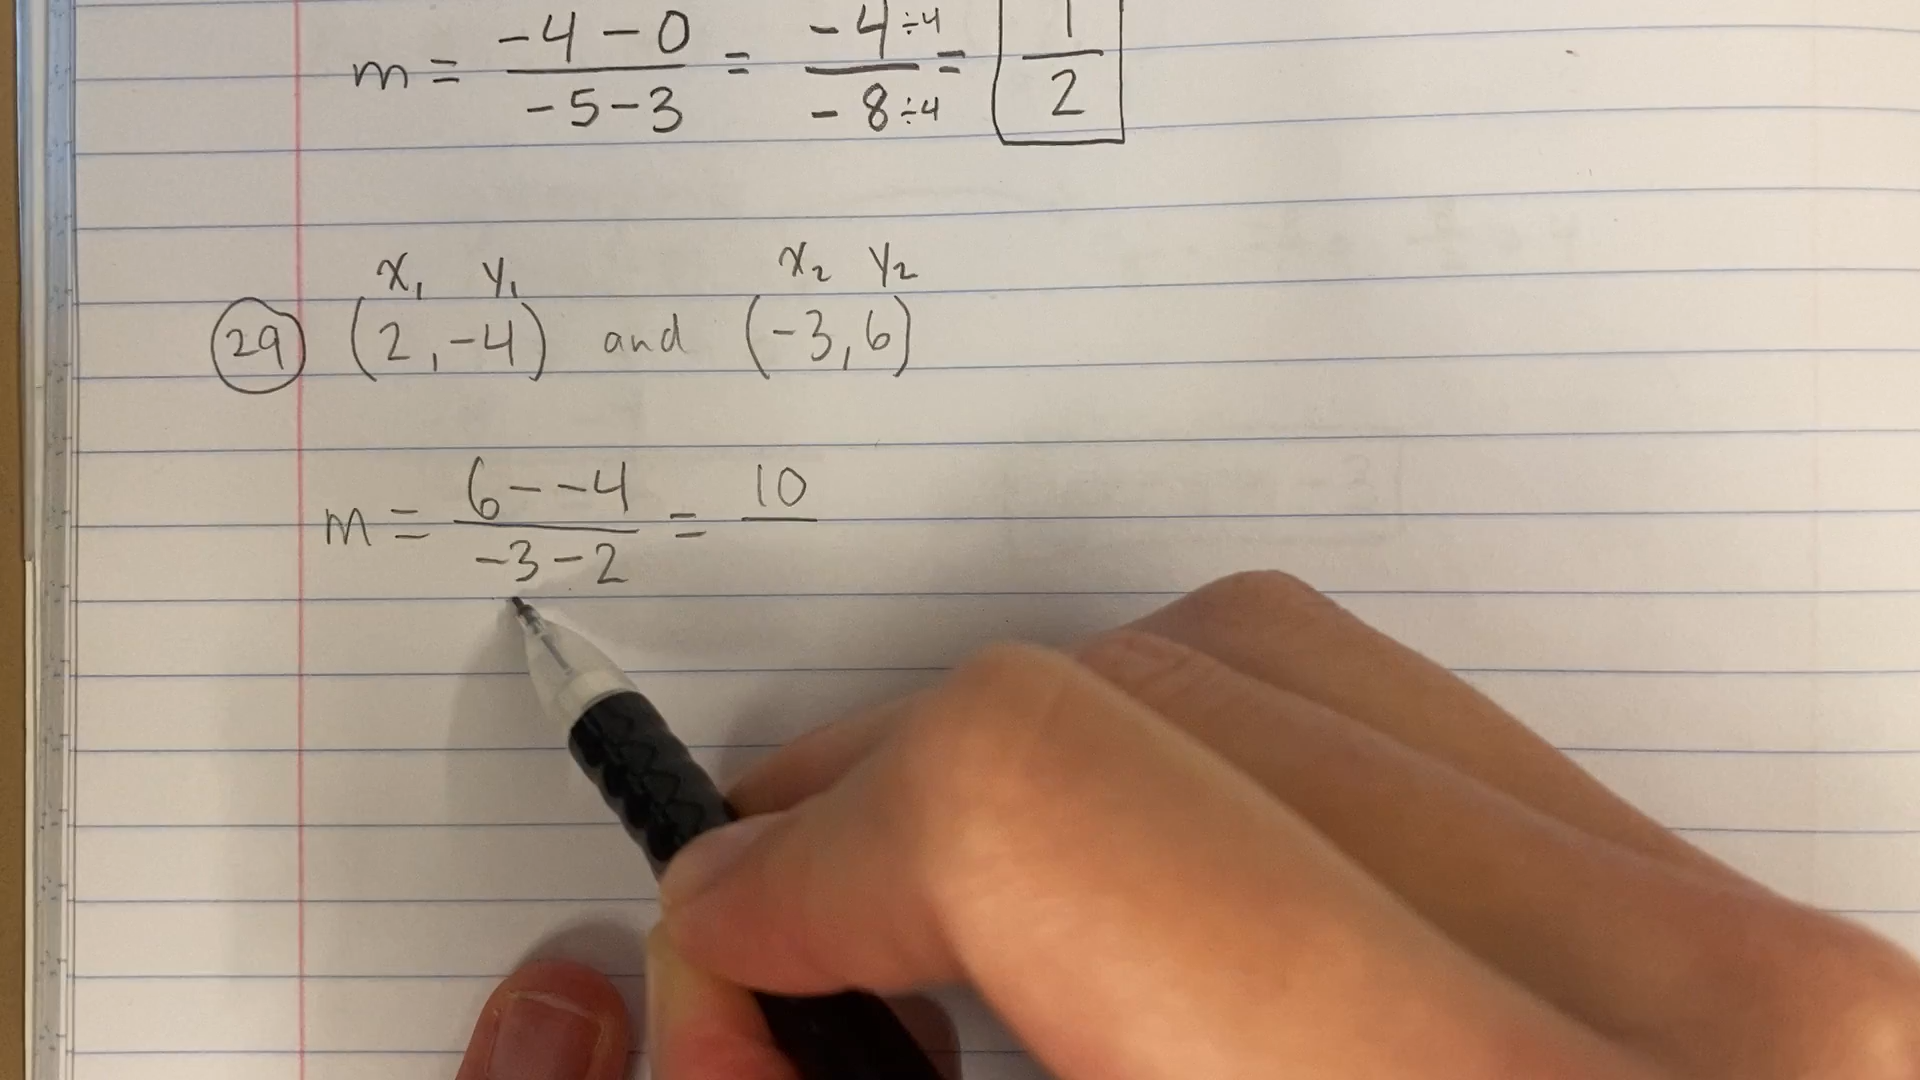 m = -4 - 0 / -5 - 3 = -4 ÷4 / -8 ÷4 = 1 / 2
x₁ y₁ x₂ y₂
29 (2, -4) and (-3, 6)
m = 6 - -4 / -3 - 2 = 10